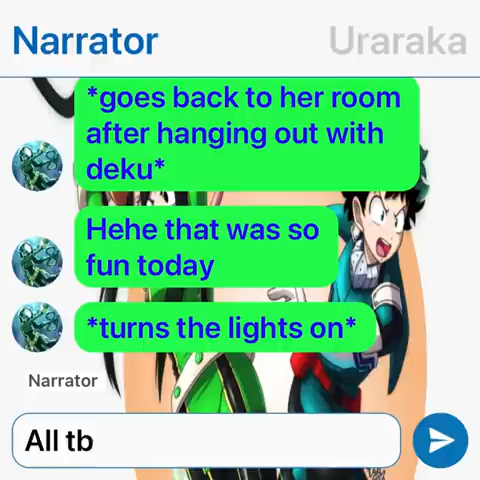 Narrator
Uraraka
*goes back to her room
after hanging out with
deku*
Hehe that was so
fun today
*turns the lights on*
Narrator
All tb